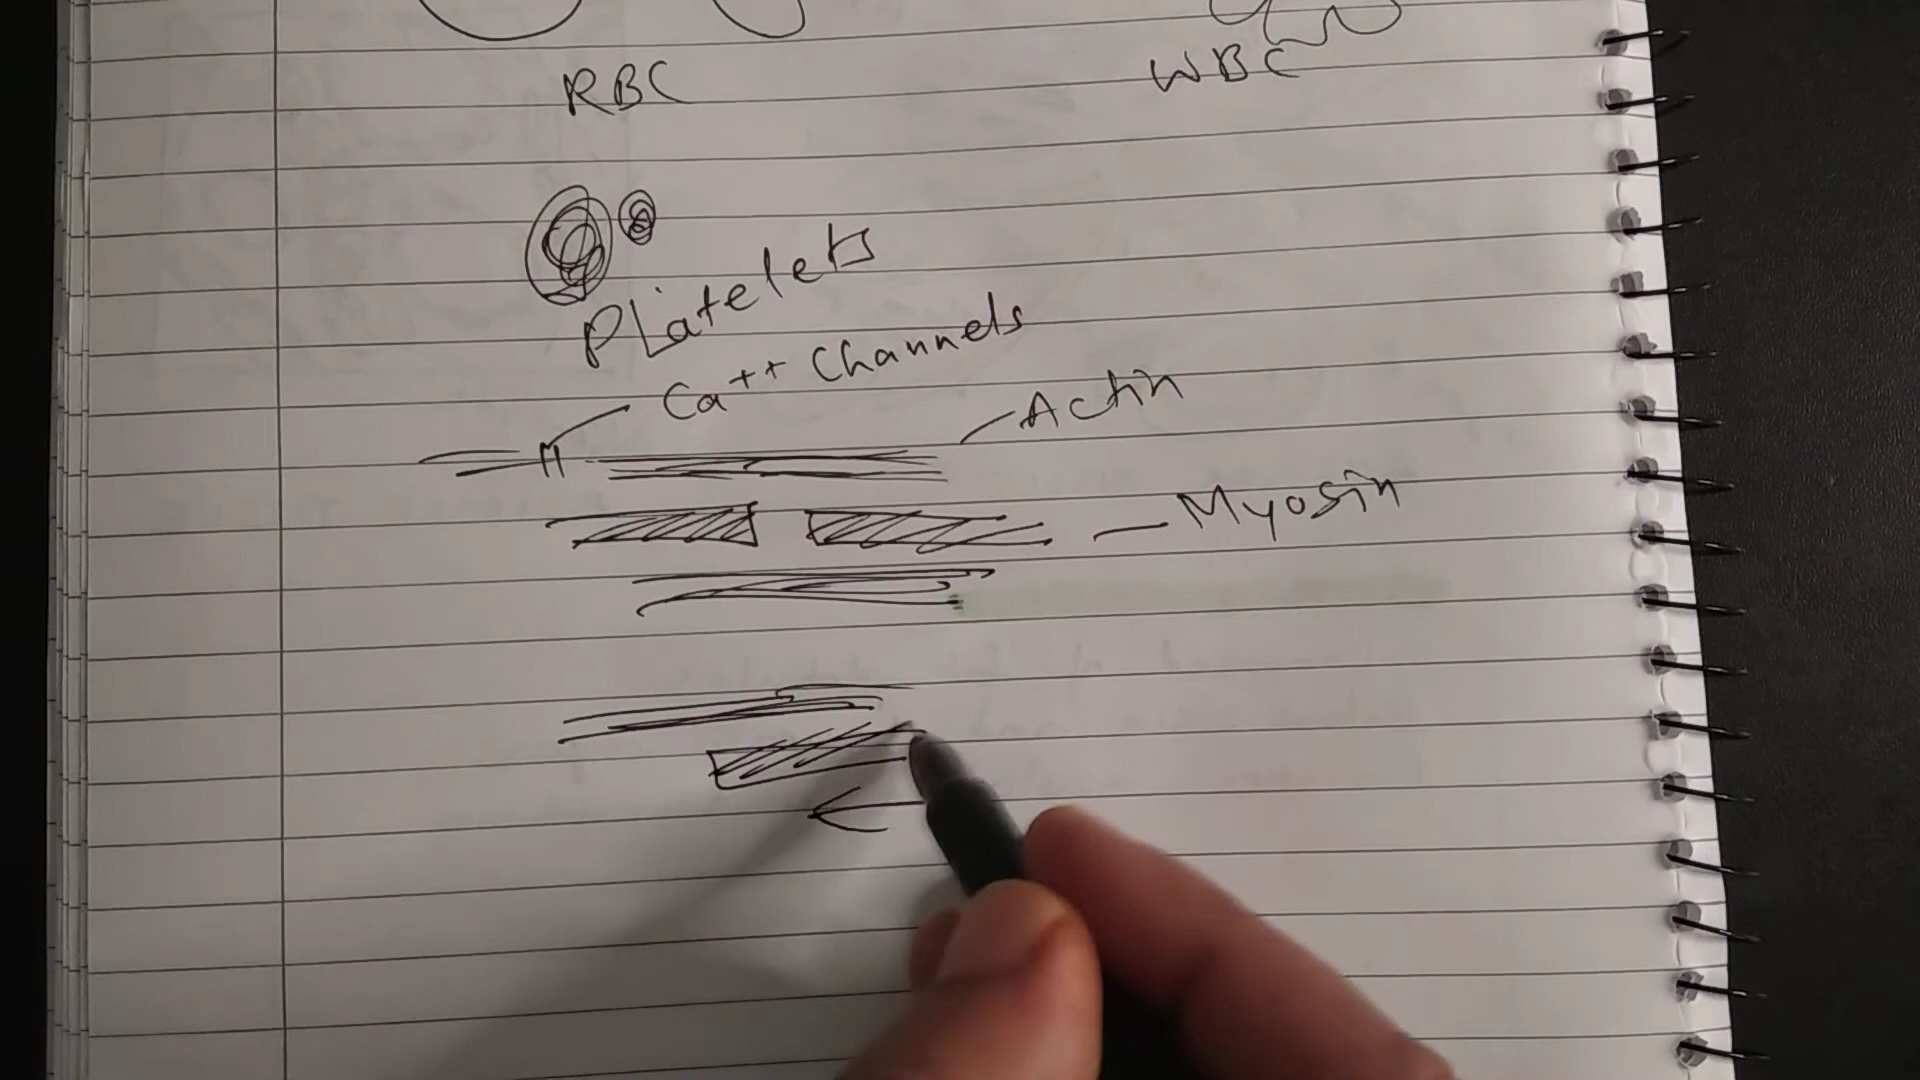 RBC
WBC
Platelets
Ca++ Channels
Actin
Myosin